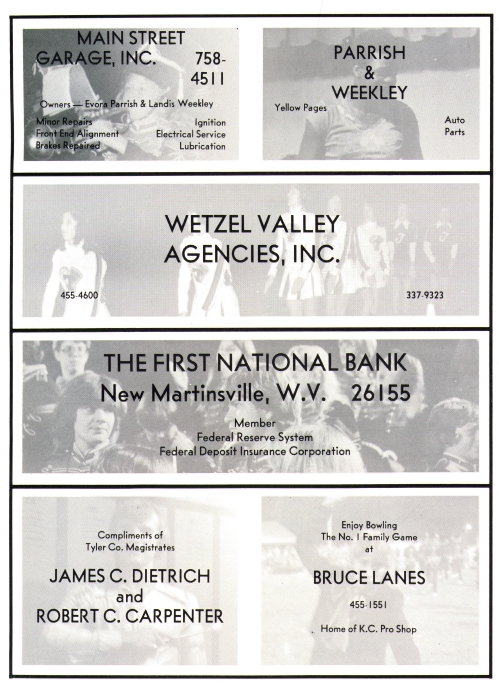 MAIN STREET
GARAGE, INC. 758-
4511
Owners — Evora Parrish & Landis Weekley
Minor Repairs Ignition
Front End Alignment Electrical Service
Brakes Repaired Lubrication
PARRISH
&
WEEKLEY
Yellow Pages
Auto
Parts
WETZEL VALLEY
AGENCIES, INC.
455-4600 337-9323
THE FIRST NATIONAL BANK
New Martinsville, W.V. 26155
Member
Federal Reserve System
Federal Deposit Insurance Corporation
Compliments of
Tyler Co. Magistrates
JAMES C. DIETRICH
and
ROBERT C. CARPENTER
Enjoy Bowling
The No. 1 Family Game
at
BRUCE LANES
455-1551
Home of K.C. Pro Shop